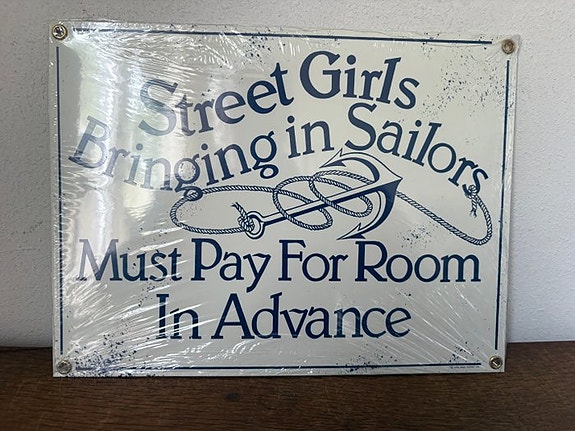 Street Girls
Bringing in Sailors
Must Pay For Room
In Advance